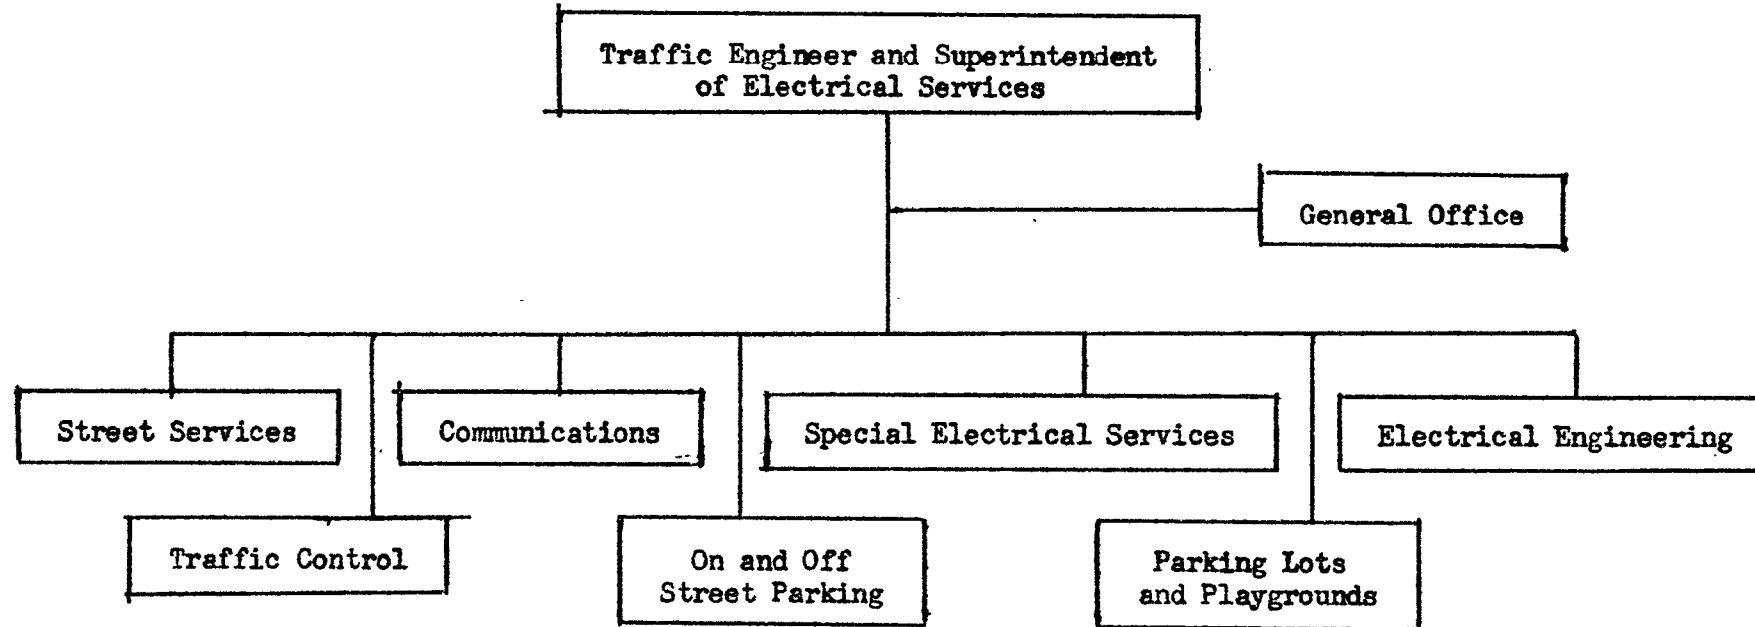 Traffic Engineer and Superintendent
of Electrical Services
General Office
Street Services
Communications
Special Electrical Services
Electrical Engineering
Traffic Control
On and Off
Street Parking
Parking Lots
and Playgrounds